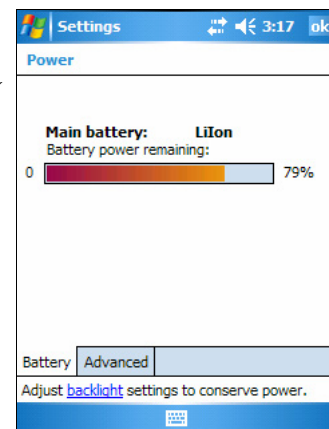 Settings 3:17 ok
Power
Main battery: LiIon
Battery power remaining:
0 79%
Battery Advanced
Adjust backlight settings to conserve power.